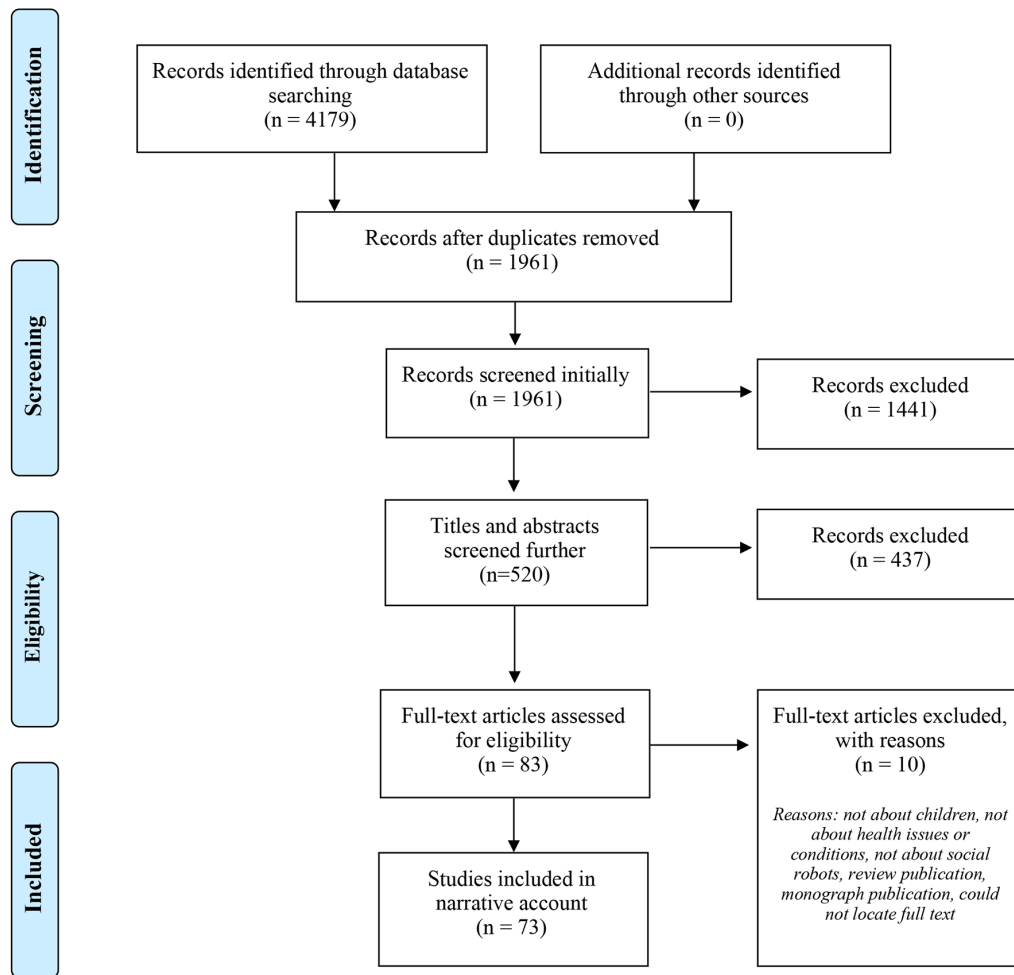 Identification
Records identified through database
searching
(n = 4179)
Additional records identified
through other sources
(n = 0)
Records after duplicates removed
(n = 1961)
Screening
Records screened initially
(n = 1961)
Records excluded
(n = 1441)
Eligibility
Titles and abstracts
screened further
(n=520)
Records excluded
(n = 437)
Full-text articles assessed
for eligibility
(n = 83)
Full-text articles excluded,
with reasons
(n = 10)
Reasons: not about children, not
about health issues or
conditions, not about social
robots, review publication,
monograph publication, could
not locate full text
Included
Studies included in
narrative account
(n = 73)